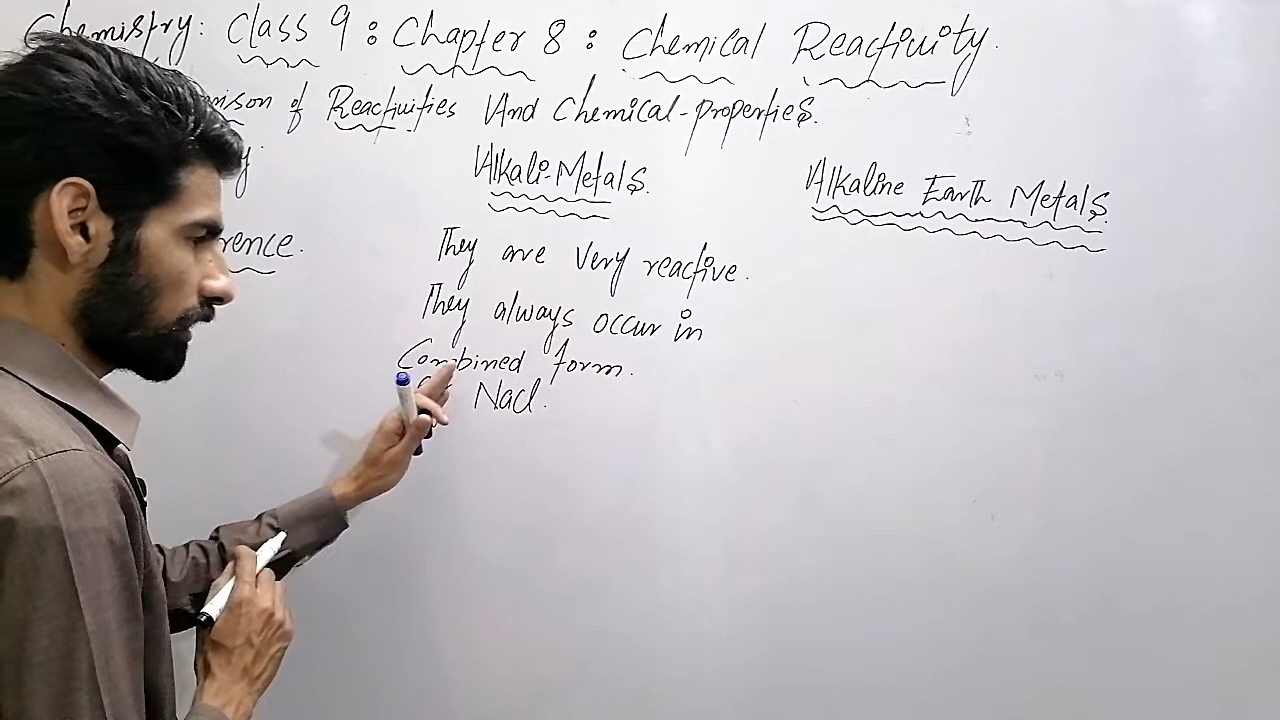 Chemistry: Class 9 : Chapter 8 : Chemical Reactivity.
of Reactivities And Chemical-properties.
Alkali-Metals.
Alkaline Earth Metals.
They are very reactive.
They always occur in
Combined form.
NaCl.